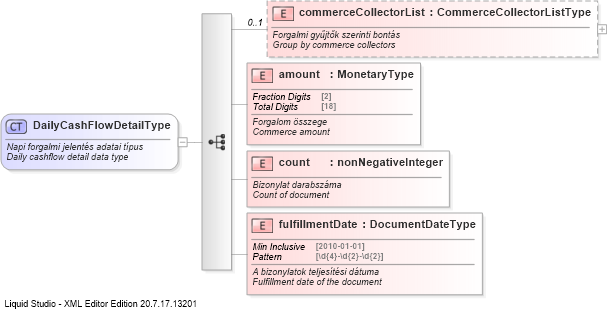 0..1
E commerceCollectorList : CommerceCollectorListType
Forgalmi gyűjtők szerinti bontás
Group by commerce collectors
E amount : MonetaryType
Fraction Digits [2]
Total Digits [18]
Forgalom összege
Commerce amount
CT DailyCashFlowDetailType
Napi forgalmi jelentés adatai típus
Daily cashflow detail data type
E count : nonNegativeInteger
Bizonylat darabszáma
Count of document
E fulfillmentDate : DocumentDateType
Min Inclusive [2010-01-01]
Pattern [\d{4}-\d{2}-\d{2}]
A bizonylatok teljesítési dátuma
Fulfillment date of the document
Liquid Studio - XML Editor Edition 20.7.17.13201